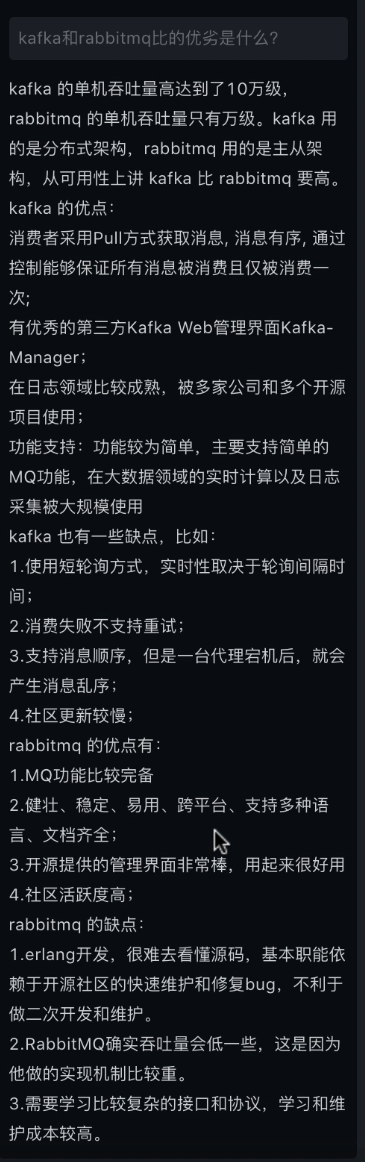 kafka和rabbitmq比的优劣是什么?
kafka 的单机吞吐量高达到了10万级，
rabbitmq 的单机吞吐量只有万级。kafka 用
的是分布式架构，rabbitmq 用的是主从架
构，从可用性上讲 kafka 比 rabbitmq 要高。
kafka 的优点：
消费者采用Pull方式获取消息, 消息有序, 通过
控制能够保证所有消息被消费且仅被消费一
次;
有优秀的第三方Kafka Web管理界面Kafka-
Manager；
在日志领域比较成熟，被多家公司和多个开源
项目使用；
功能支持：功能较为简单，主要支持简单的
MQ功能，在大数据领域的实时计算以及日志
采集被大规模使用
kafka 也有一些缺点，比如：
1.使用短轮询方式，实时性取决于轮询间隔时
间；
2.消费失败不支持重试；
3.支持消息顺序，但是一台代理宕机后，就会
产生消息乱序；
4.社区更新较慢；
rabbitmq 的优点有：
1.MQ功能比较完备
2.健壮、稳定、易用、跨平台、支持多种语
言、文档齐全；
3.开源提供的管理界面非常棒，用起来很好用
4.社区活跃度高；
rabbitmq 的缺点：
1.erlang开发，很难去看懂源码，基本职能依
赖于开源社区的快速维护和修复bug，不利于
做二次开发和维护。
2.RabbitMQ确实吞吐量会低一些，这是因为
他做的实现机制比较重。
3.需要学习比较复杂的接口和协议，学习和维
护成本较高。